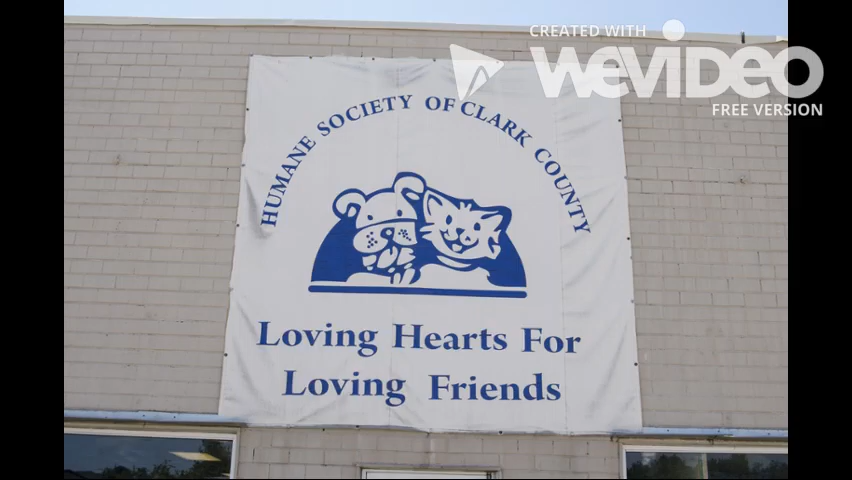 CREATED WITH
WEVIDEO
FREE VERSION
HUMANE SOCIETY OF CLARK COUNTY
Loving Hearts For
Loving Friends